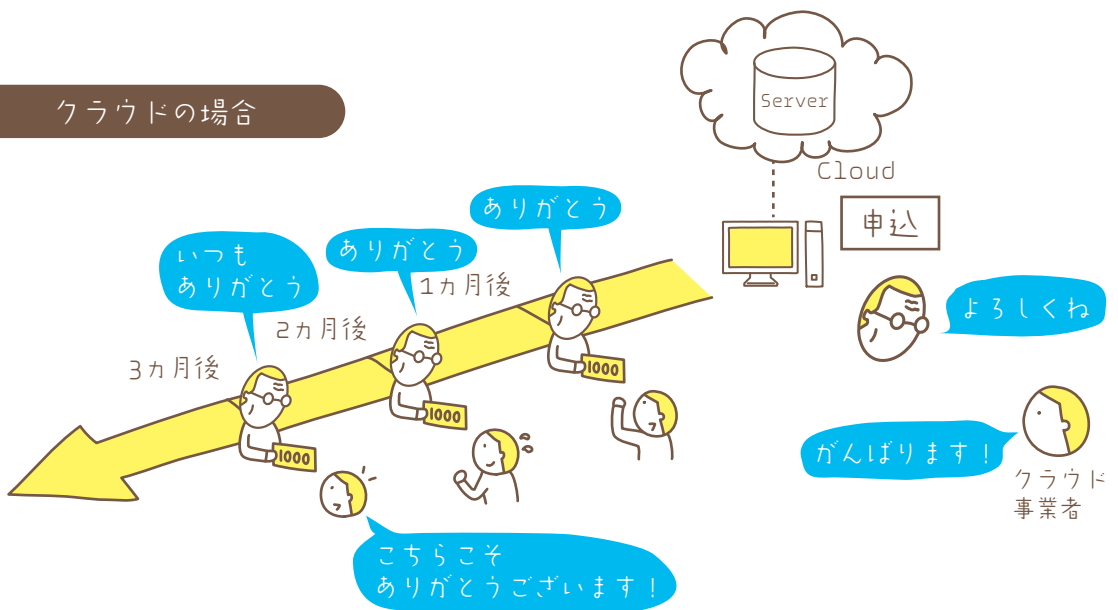 クラウドの場合
Server
Cloud
申込
よろしくね
がんばります！
クラウド
事業者
ありがとう
1カ月後
1000
ありがとう
2カ月後
1000
いつも
ありがとう
3カ月後
1000
こちらこそ
ありがとうございます！